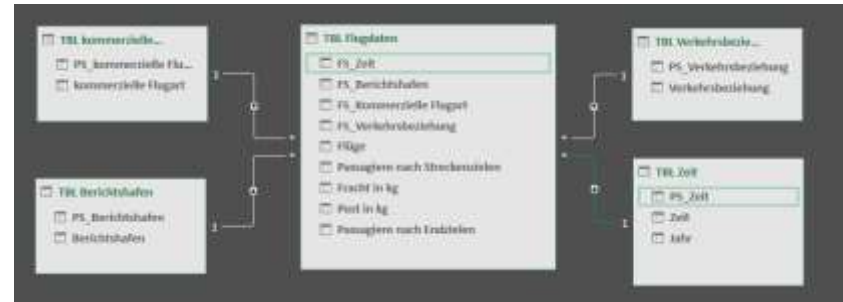 TBL kommerzielle...
PS_kommerzielle Flu...
kommerzielle Flugart
TBL Berichtshafen
PS_Berichtshafen
Berichtshafen
TBL Flugdaten
FS_Zeit
FS_Berichtshafen
FS_Kommerzielle Flugart
FS_Verkehrsbeziehung
Flüge
Passagiere nach Streckenzielen
Fracht in kg
Post in kg
Passagiere nach Endzielen
TBL Verkehrsbezie...
PS_Verkehrsbeziehung
Verkehrsbeziehung
TBL Zeit
PS_Zeit
Zeit
Jahr
1
1
1
1
*
*
*
*